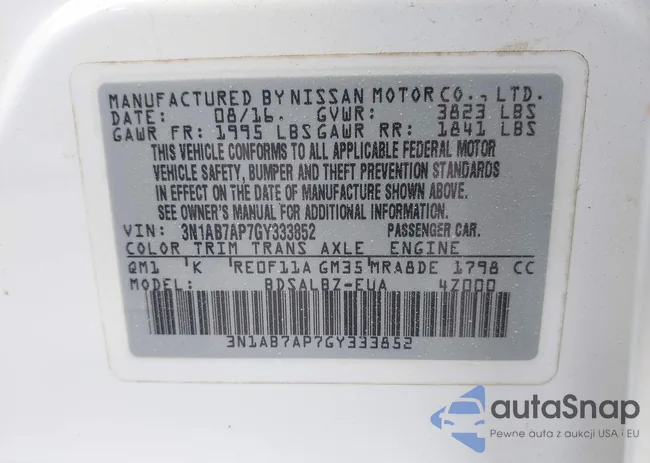 MANUFACTURED BY NISSAN MOTOR CO., LTD.
DATE: 08/16 GVWR: 3823 LBS
GAWR FR: 1995 LBS GAWR RR: 1841 LBS
THIS VEHICLE CONFORMS TO ALL APPLICABLE FEDERAL MOTOR
VEHICLE SAFETY, BUMPER AND THEFT PREVENTION STANDARDS
IN EFFECT ON THE DATE OF MANUFACTURE SHOWN ABOVE.
SEE OWNER'S MANUAL FOR ADDITIONAL INFORMATION.
VIN: 3N1AB7AP7GY333852 PASSENGER CAR.
COLOR TRIM TRANS AXLE ENGINE
QM1 K RE0F11A GM35 MRA8DE 1798 CC
MODEL: BDSALBZ-EUA 4Z000
3N1AB7AP7GY333852
autaSnap
Pewne auta z aukcji USA i EU